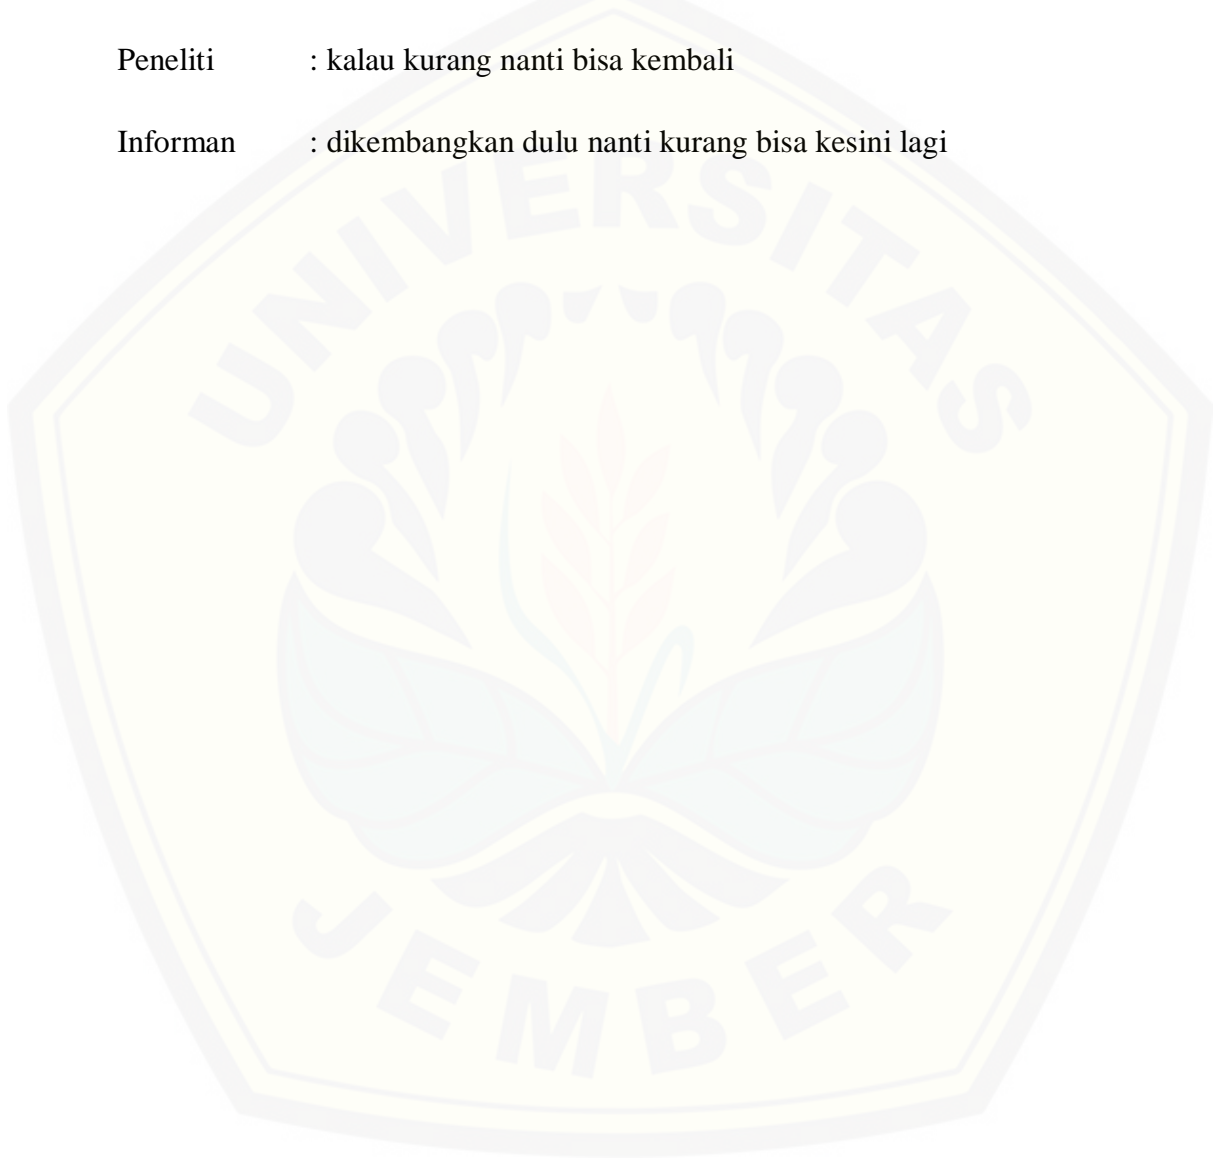 Peneliti : kalau kurang nanti bisa kembali
Informan : dikembangkan dulu nanti kurang bisa kesini lagi
UNIVERSITAS
JEMBER